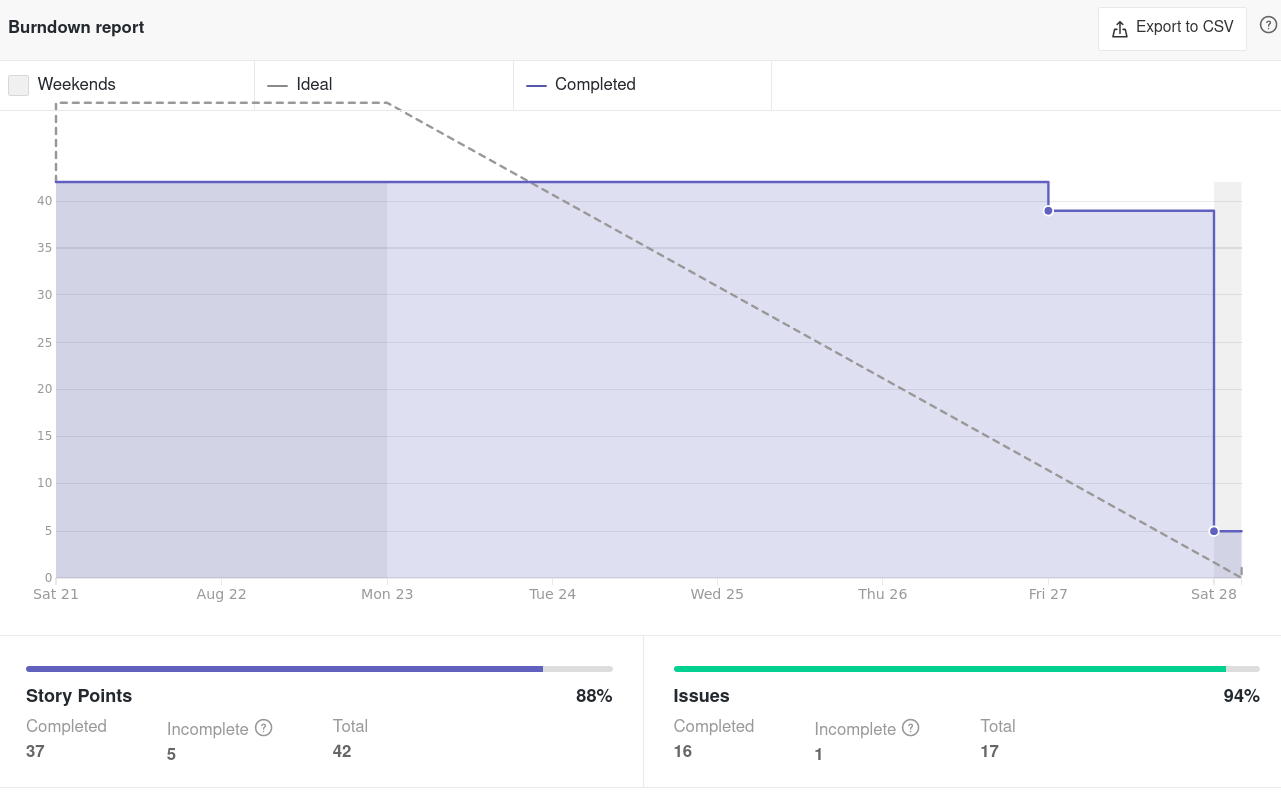 Burndown report
Export to CSV
?
Weekends
Ideal
Completed
40
35
30
25
20
15
10
5
0
Sat 21 Aug 22 Mon 23 Tue 24 Wed 25 Thu 26 Fri 27 Sat 28
Story Points 88%
Completed Incomplete ? Total
37 5 42
Issues 94%
Completed Incomplete ? Total
16 1 17